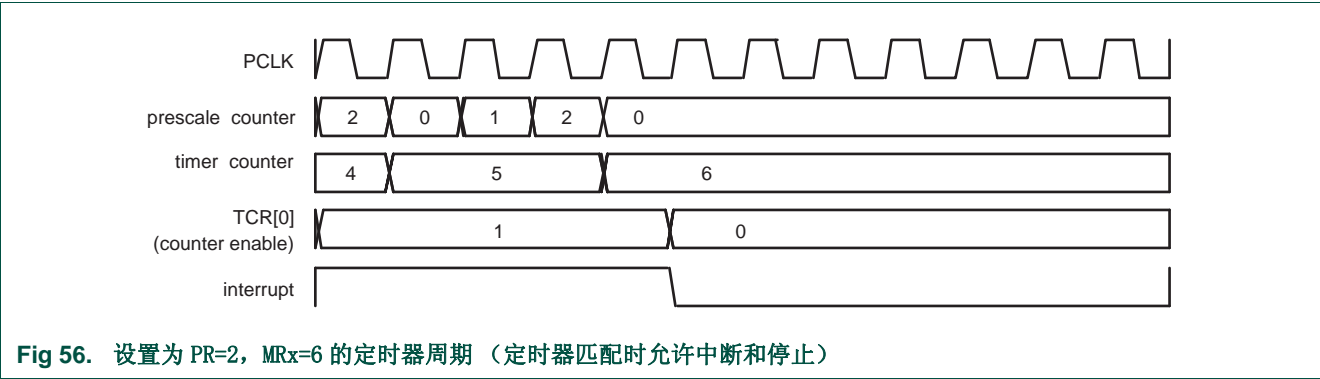 PCLK
prescale counter 2 0 1 2 0
timer counter 4 5 6
TCR[0]
(counter enable) 1 0
interrupt
Fig 56. 设置为 PR=2，MRx=6 的定时器周期 （定时器匹配时允许中断和停止）